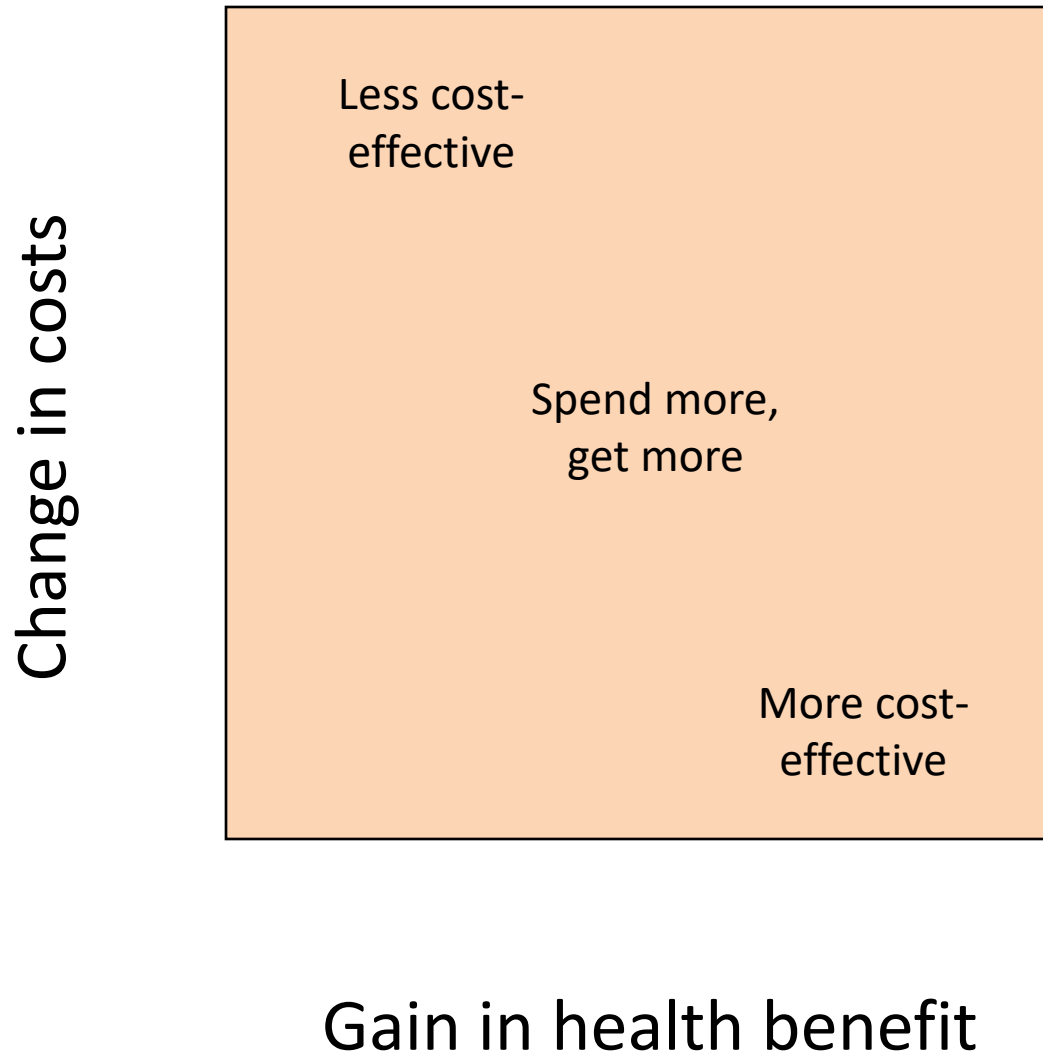 Less cost-
effective
Change in costs
Spend more,
get more
More cost-
effective
Gain in health benefit